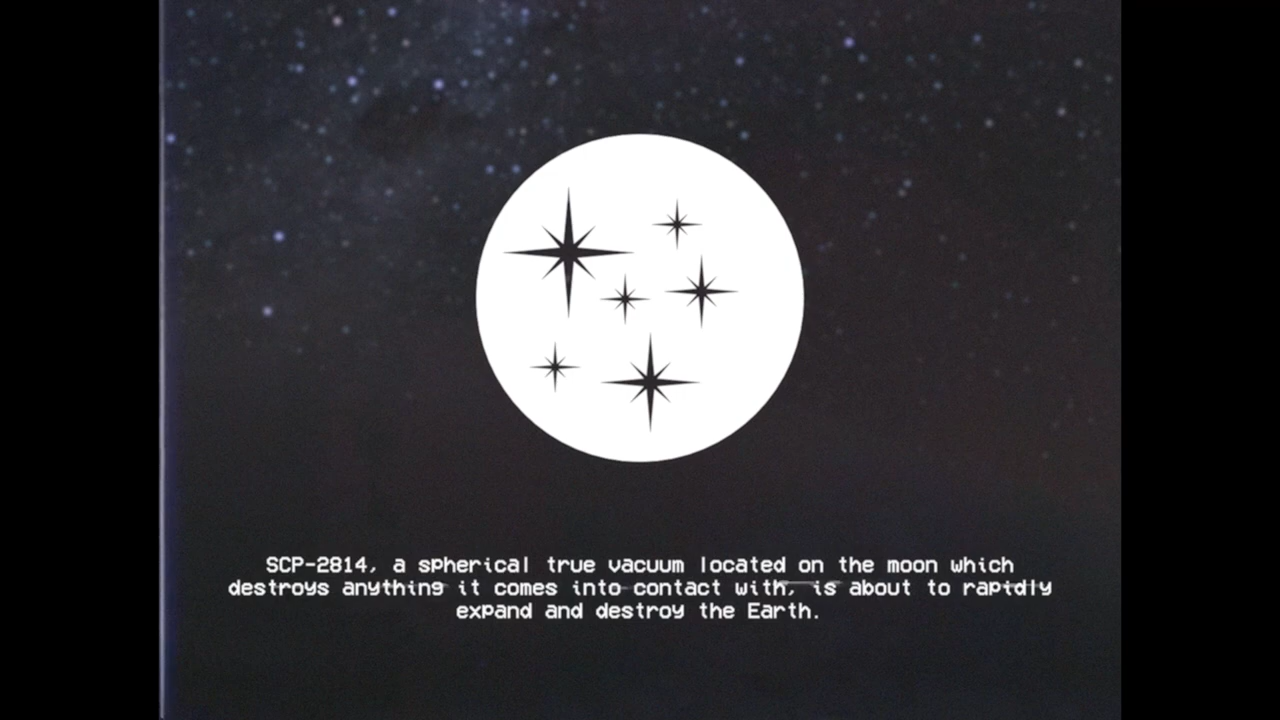 SCP-2814, a spherical true vacuum located on the moon which
destroys anything it comes into contact with, is about to rapidly
expand and destroy the Earth.